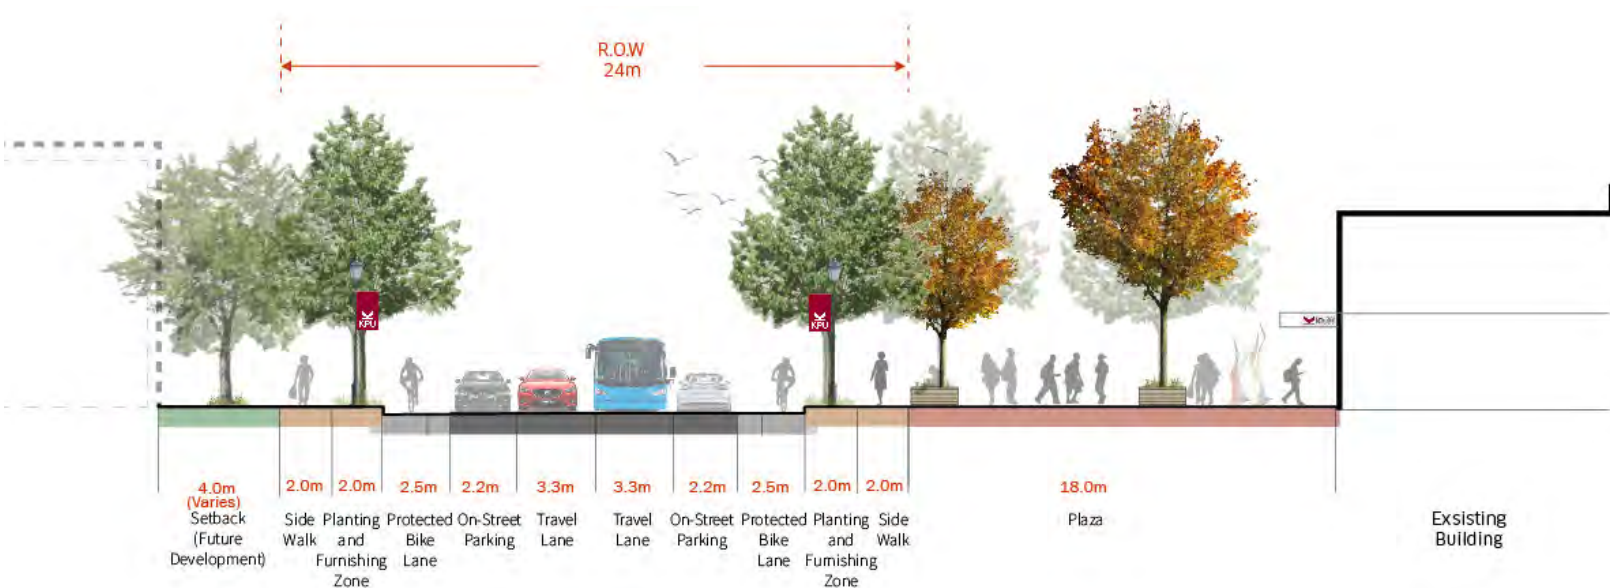 R.O.W
24m
KPU
KPU
4.0m
(Varies)
2.0m
2.0m
2.5m
2.2m
3.3m
3.3m
2.2m
2.5m
2.0m
2.0m
18.0m
Setback
(Future
Development)
Side
Walk
Planting
and
Furnishing
Zone
Protected
Bike
Lane
On-Street
Parking
Travel
Lane
Travel
Lane
On-Street
Parking
Protected
Bike
Lane
Planting
and
Furnishing
Zone
Side
Walk
Plaza
Exsisting
Building